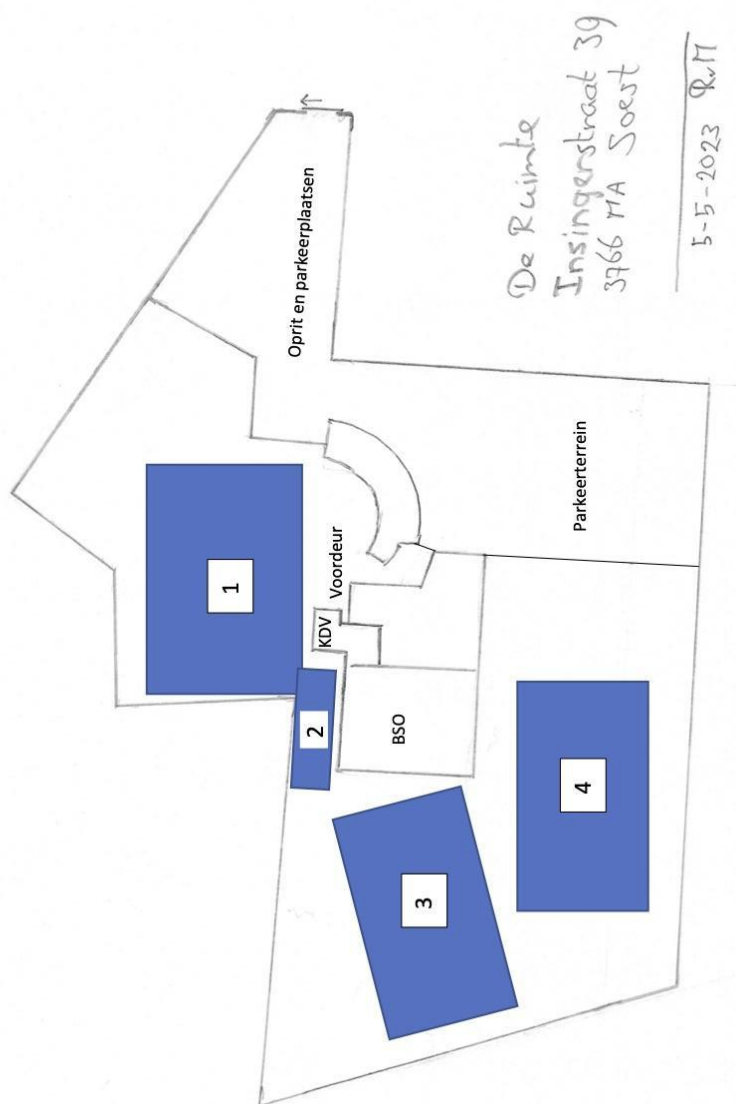 Oprit en parkeerplaatsen
1
Voordeur
KDV
2
BSO
3
4
Parkeerterrein
De Ruimte
Insingerstraat 39
3766 MA Soest
5-5-2023 RvM